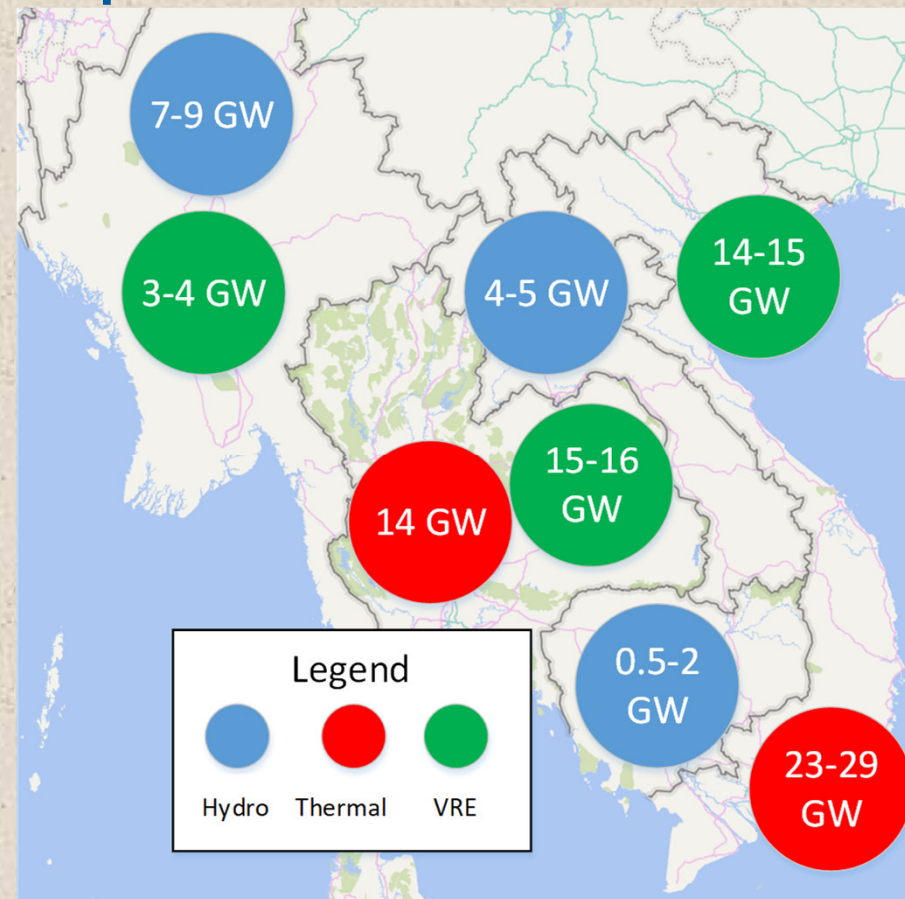 7-9 GW
3-4 GW
4-5 GW
14-15
GW
15-16
GW
14 GW
0.5-2
GW
23-29
GW
Legend
Hydro
Thermal
VRE